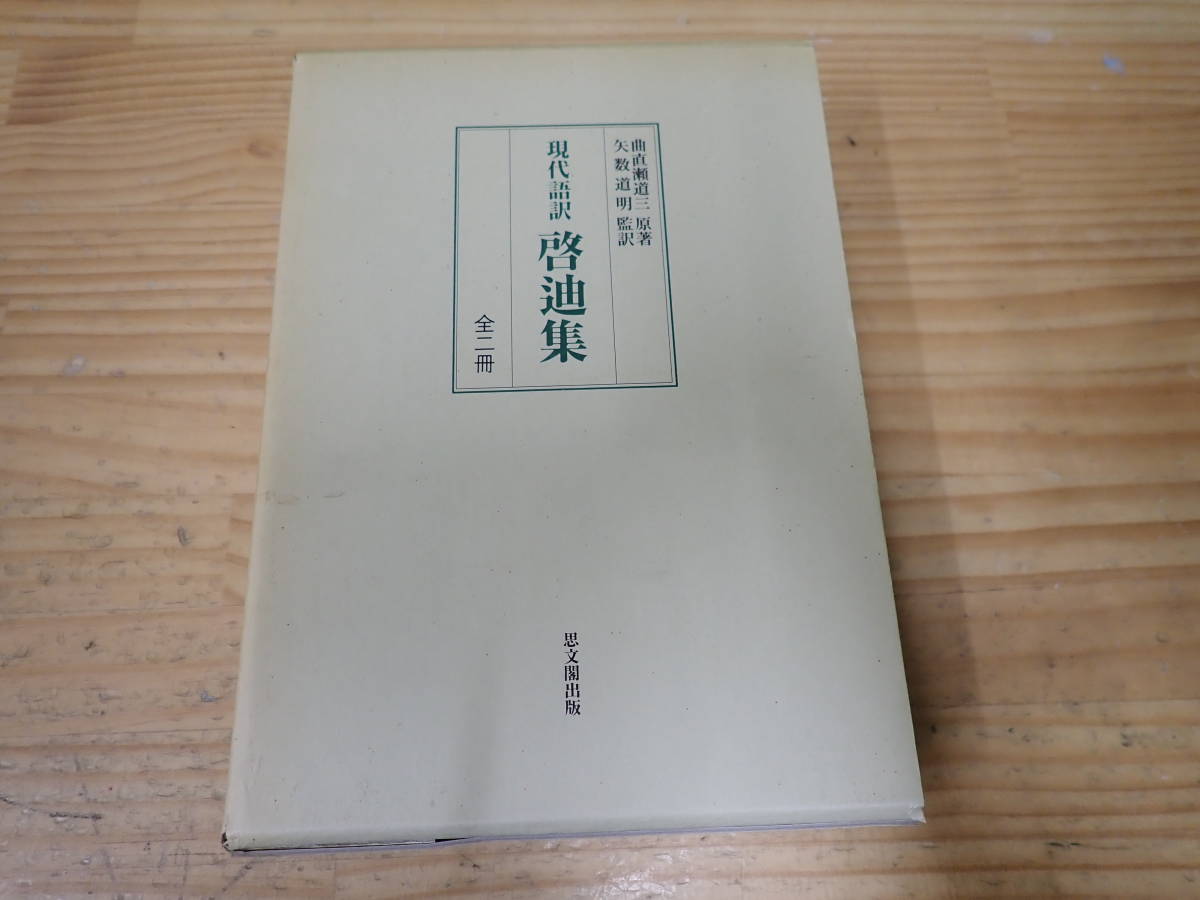 曲直瀬道三 原著
矢数道明 監訳
現代語訳 啓迪集
全二冊
思文閣出版